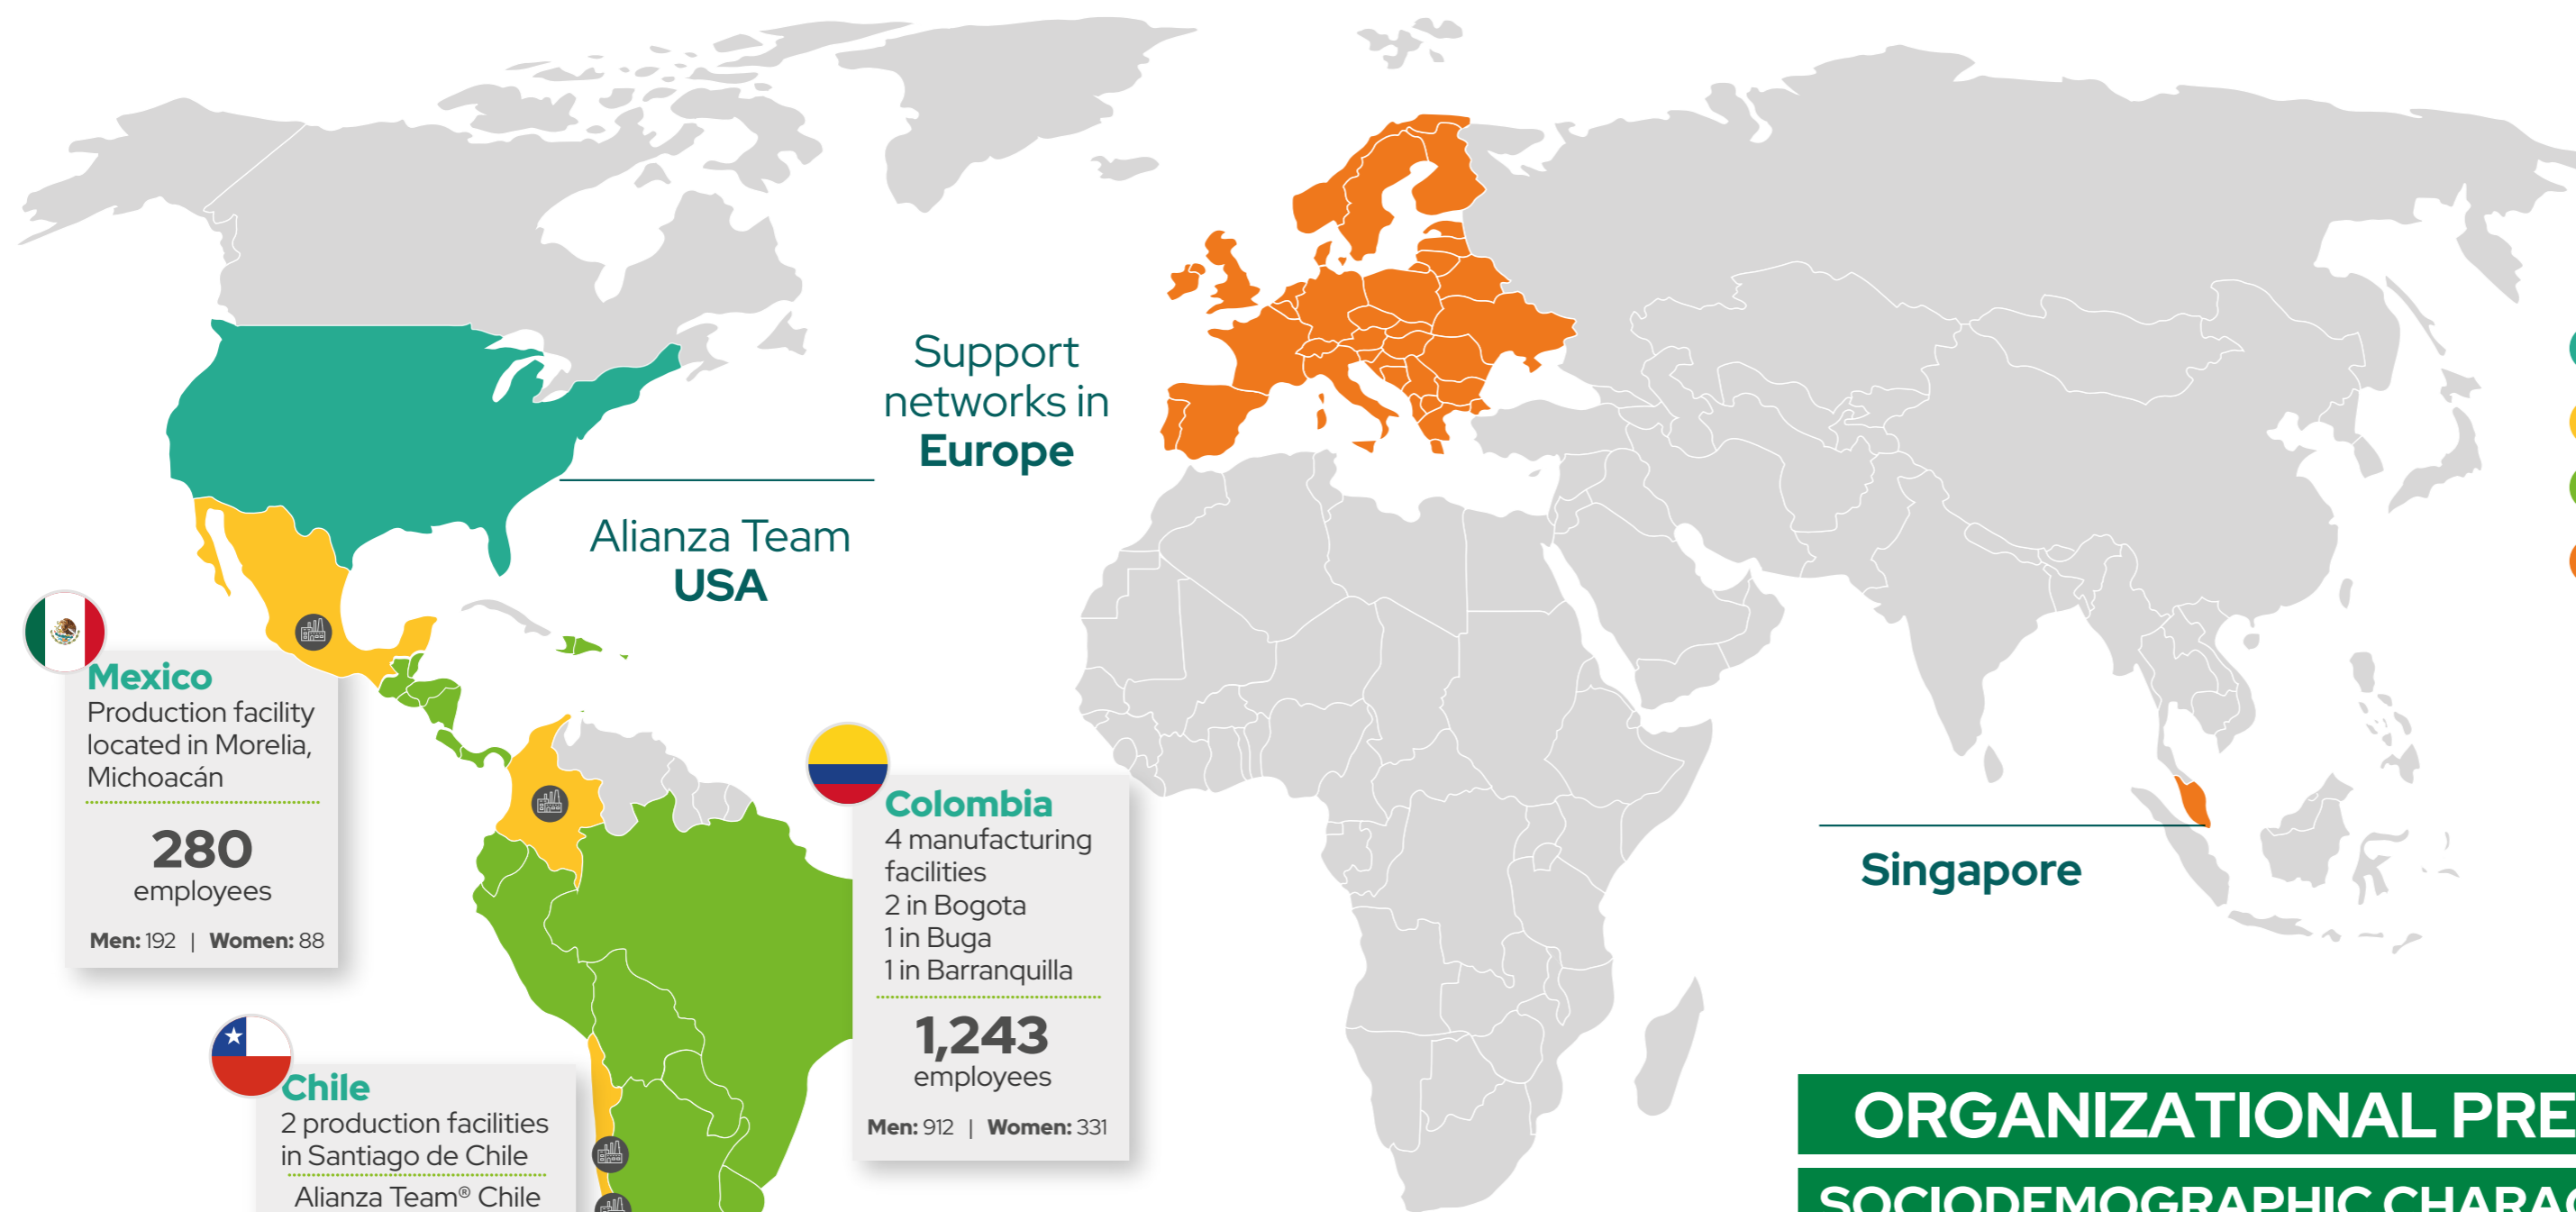 Support
networks in
Europe
Alianza Team
USA
Mexico
Production facility
located in Morelia,
Michoacán
280
employees
Men: 192 | Women: 88
Colombia
4 manufacturing
facilities
2 in Bogota
1 in Buga
1 in Barranquilla
1,243
employees
Men: 912 | Women: 331
Singapore
Chile
2 production facilities
in Santiago de Chile
Alianza Team® Chile
ORGANIZATIONAL PRE
SOCIODEMOGRAPHIC CHARAC